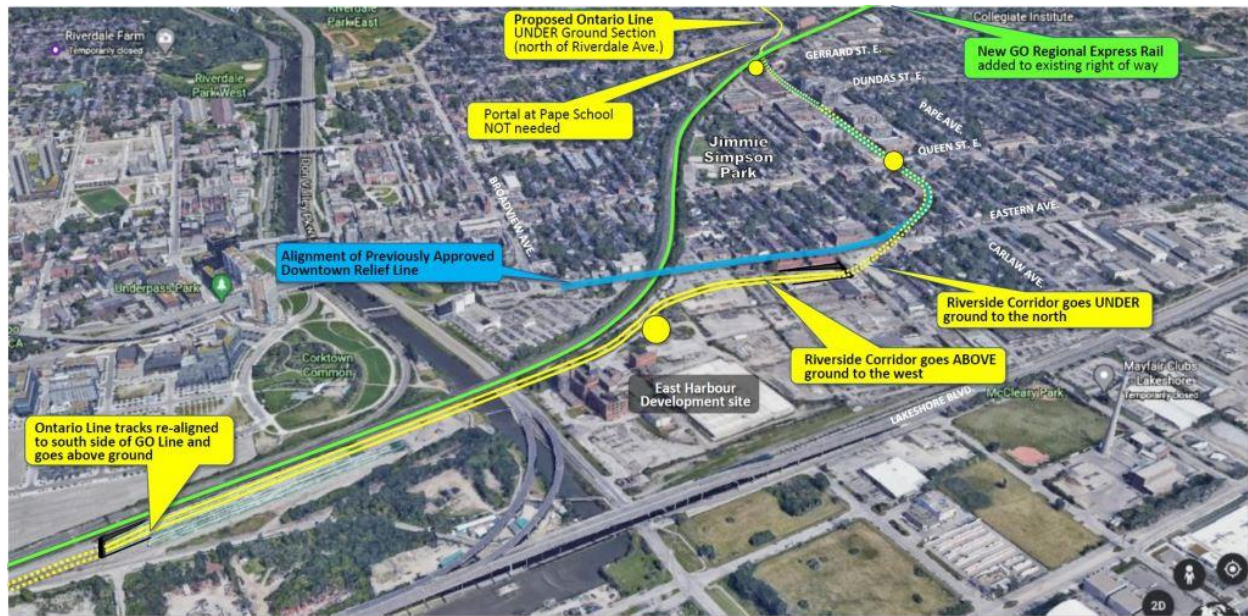 Riverdale
Park East
Riverdale Farm
Temporarily closed
Riverdale
Park West
Proposed Ontario Line
UNDER Ground Section
(north of Riverdale Ave.)
Collegiate Institute
New GO Regional Express Rail
added to existing right of way
GERRARD ST. E.
DUNDAS ST. E.
PAPE AVE.
QUEEN ST. E.
Portal at Pape School
NOT needed
Jimmie
Simpson
Park
Don Valley Pkwy
BROADVIEW AVE.
EASTERN AVE.
CARLAW AVE.
Alignment of Previously Approved
Downtown Relief Line
Underpass Park
CA
Riverside Corridor goes UNDER
ground to the north
Riverside Corridor goes ABOVE
ground to the west
Corktown
Common
East Harbour
Development site
Mayfair Clubs
Lakeshore
Temporarily closed
McCleary Park
LAKESHORE BLVD.
Ontario Line tracks re-aligned
to south side of GO Line and
goes above ground
2D